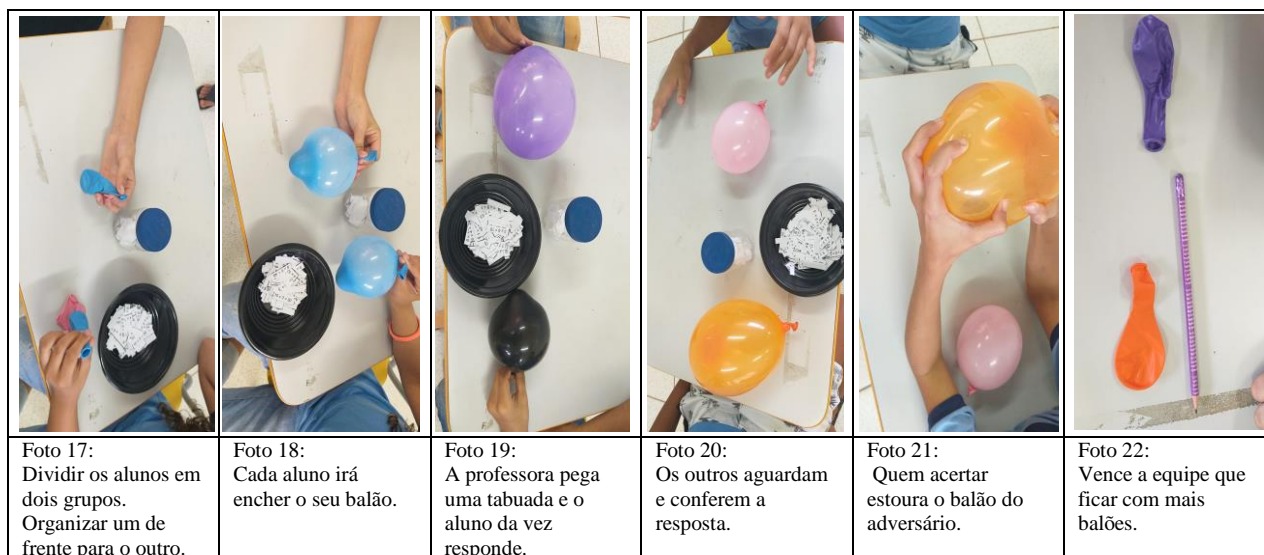 Foto 17:
Dividir os alunos em
dois grupos.
Organizar um de
frente para o outro.
Foto 18:
Cada aluno irá
encher o seu balão.
Foto 19:
A professora pega
uma tabuada e o
aluno da vez
responde.
Foto 20:
Os outros aguardam
e conferem a
resposta.
Foto 21:
Quem acertar
estoura o balão do
adversário.
Foto 22:
Vence a equipe que
ficar com mais
balões.